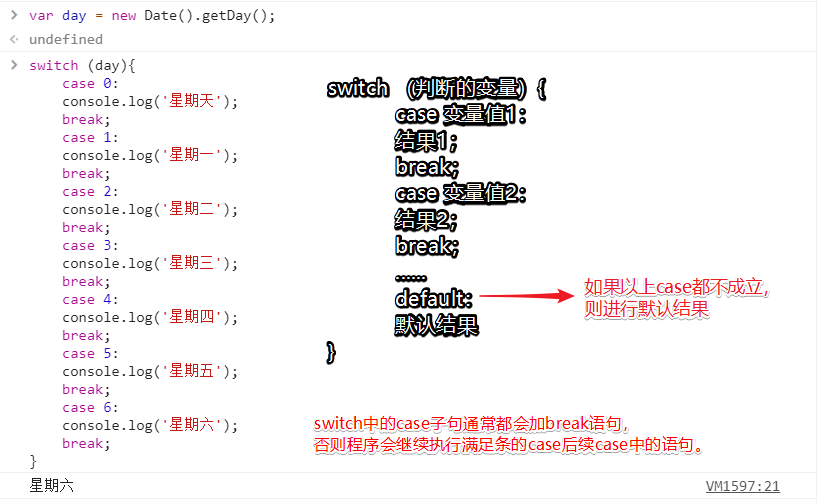 var day = new Date().getDay();
undefined
switch (day){
case 0:
console.log('星期天');
break;
case 1:
console.log('星期一');
break;
case 2:
console.log('星期二');
break;
case 3:
console.log('星期三');
break;
case 4:
console.log('星期四');
break;
case 5:
console.log('星期五');
break;
case 6:
console.log('星期六');
break;
}
switch （判断的变量）{
case 变量值1：
结果1；
break；
case 变量值2：
结果2；
break；
……
default：
默认结果
}
如果以上case都不成立，
则进行默认结果
switch中的case子句通常都会加break语句，
否则程序会继续执行满足条的case后续case中的语句。
星期六
VM1597:21